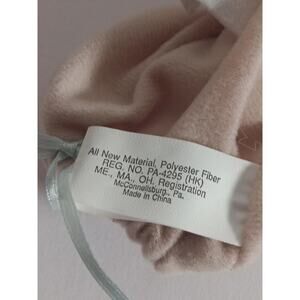 All New Material, Polyester Fiber
REG. NO. PA-4295 (HK)
ME., MA., OH. Registration
McConnellsburg, Pa.
Made In China